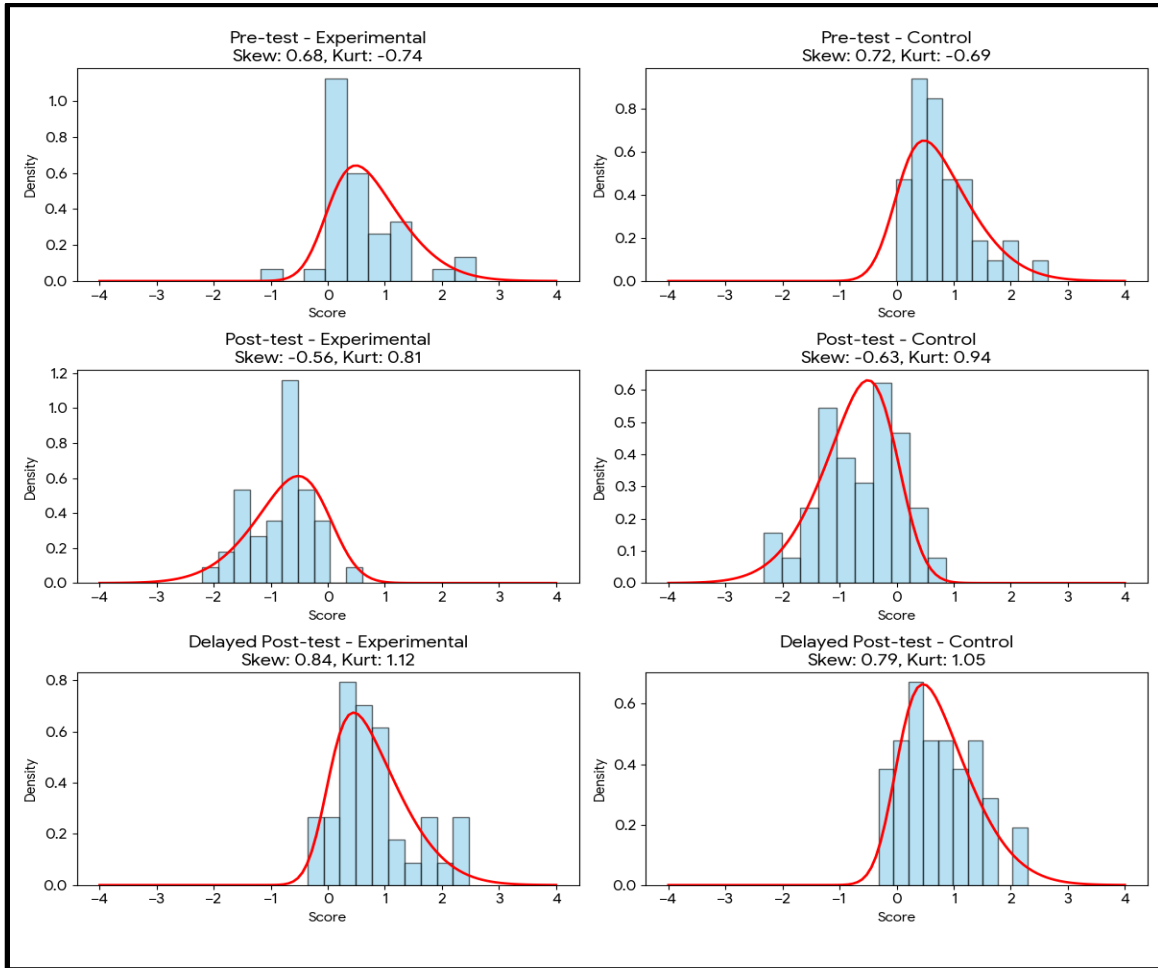 Pre-test - Experimental
Skew: 0.68, Kurt: -0.74
Density
1.0
0.8
0.6
0.4
0.2
0.0
−4 −3 −2 −1 0 1 2 3 4
Score
Pre-test - Control
Skew: 0.72, Kurt: -0.69
Density
0.8
0.6
0.4
0.2
0.0
−4 −3 −2 −1 0 1 2 3 4
Score
Post-test - Experimental
Skew: -0.56, Kurt: 0.81
Density
1.2
1.0
0.8
0.6
0.4
0.2
0.0
−4 −3 −2 −1 0 1 2 3 4
Score
Post-test - Control
Skew: -0.63, Kurt: 0.94
Density
0.6
0.5
0.4
0.3
0.2
0.1
0.0
−4 −3 −2 −1 0 1 2 3 4
Score
Delayed Post-test - Experimental
Skew: 0.84, Kurt: 1.12
Density
0.8
0.6
0.4
0.2
0.0
−4 −3 −2 −1 0 1 2 3 4
Score
Delayed Post-test - Control
Skew: 0.79, Kurt: 1.05
Density
0.6
0.4
0.2
0.0
−4 −3 −2 −1 0 1 2 3 4
Score